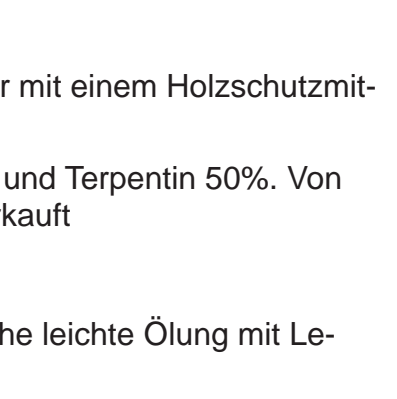 r mit einem Holzschutzmit-
und Terpentin 50%. Von
kauft
he leichte Ölung mit Le-